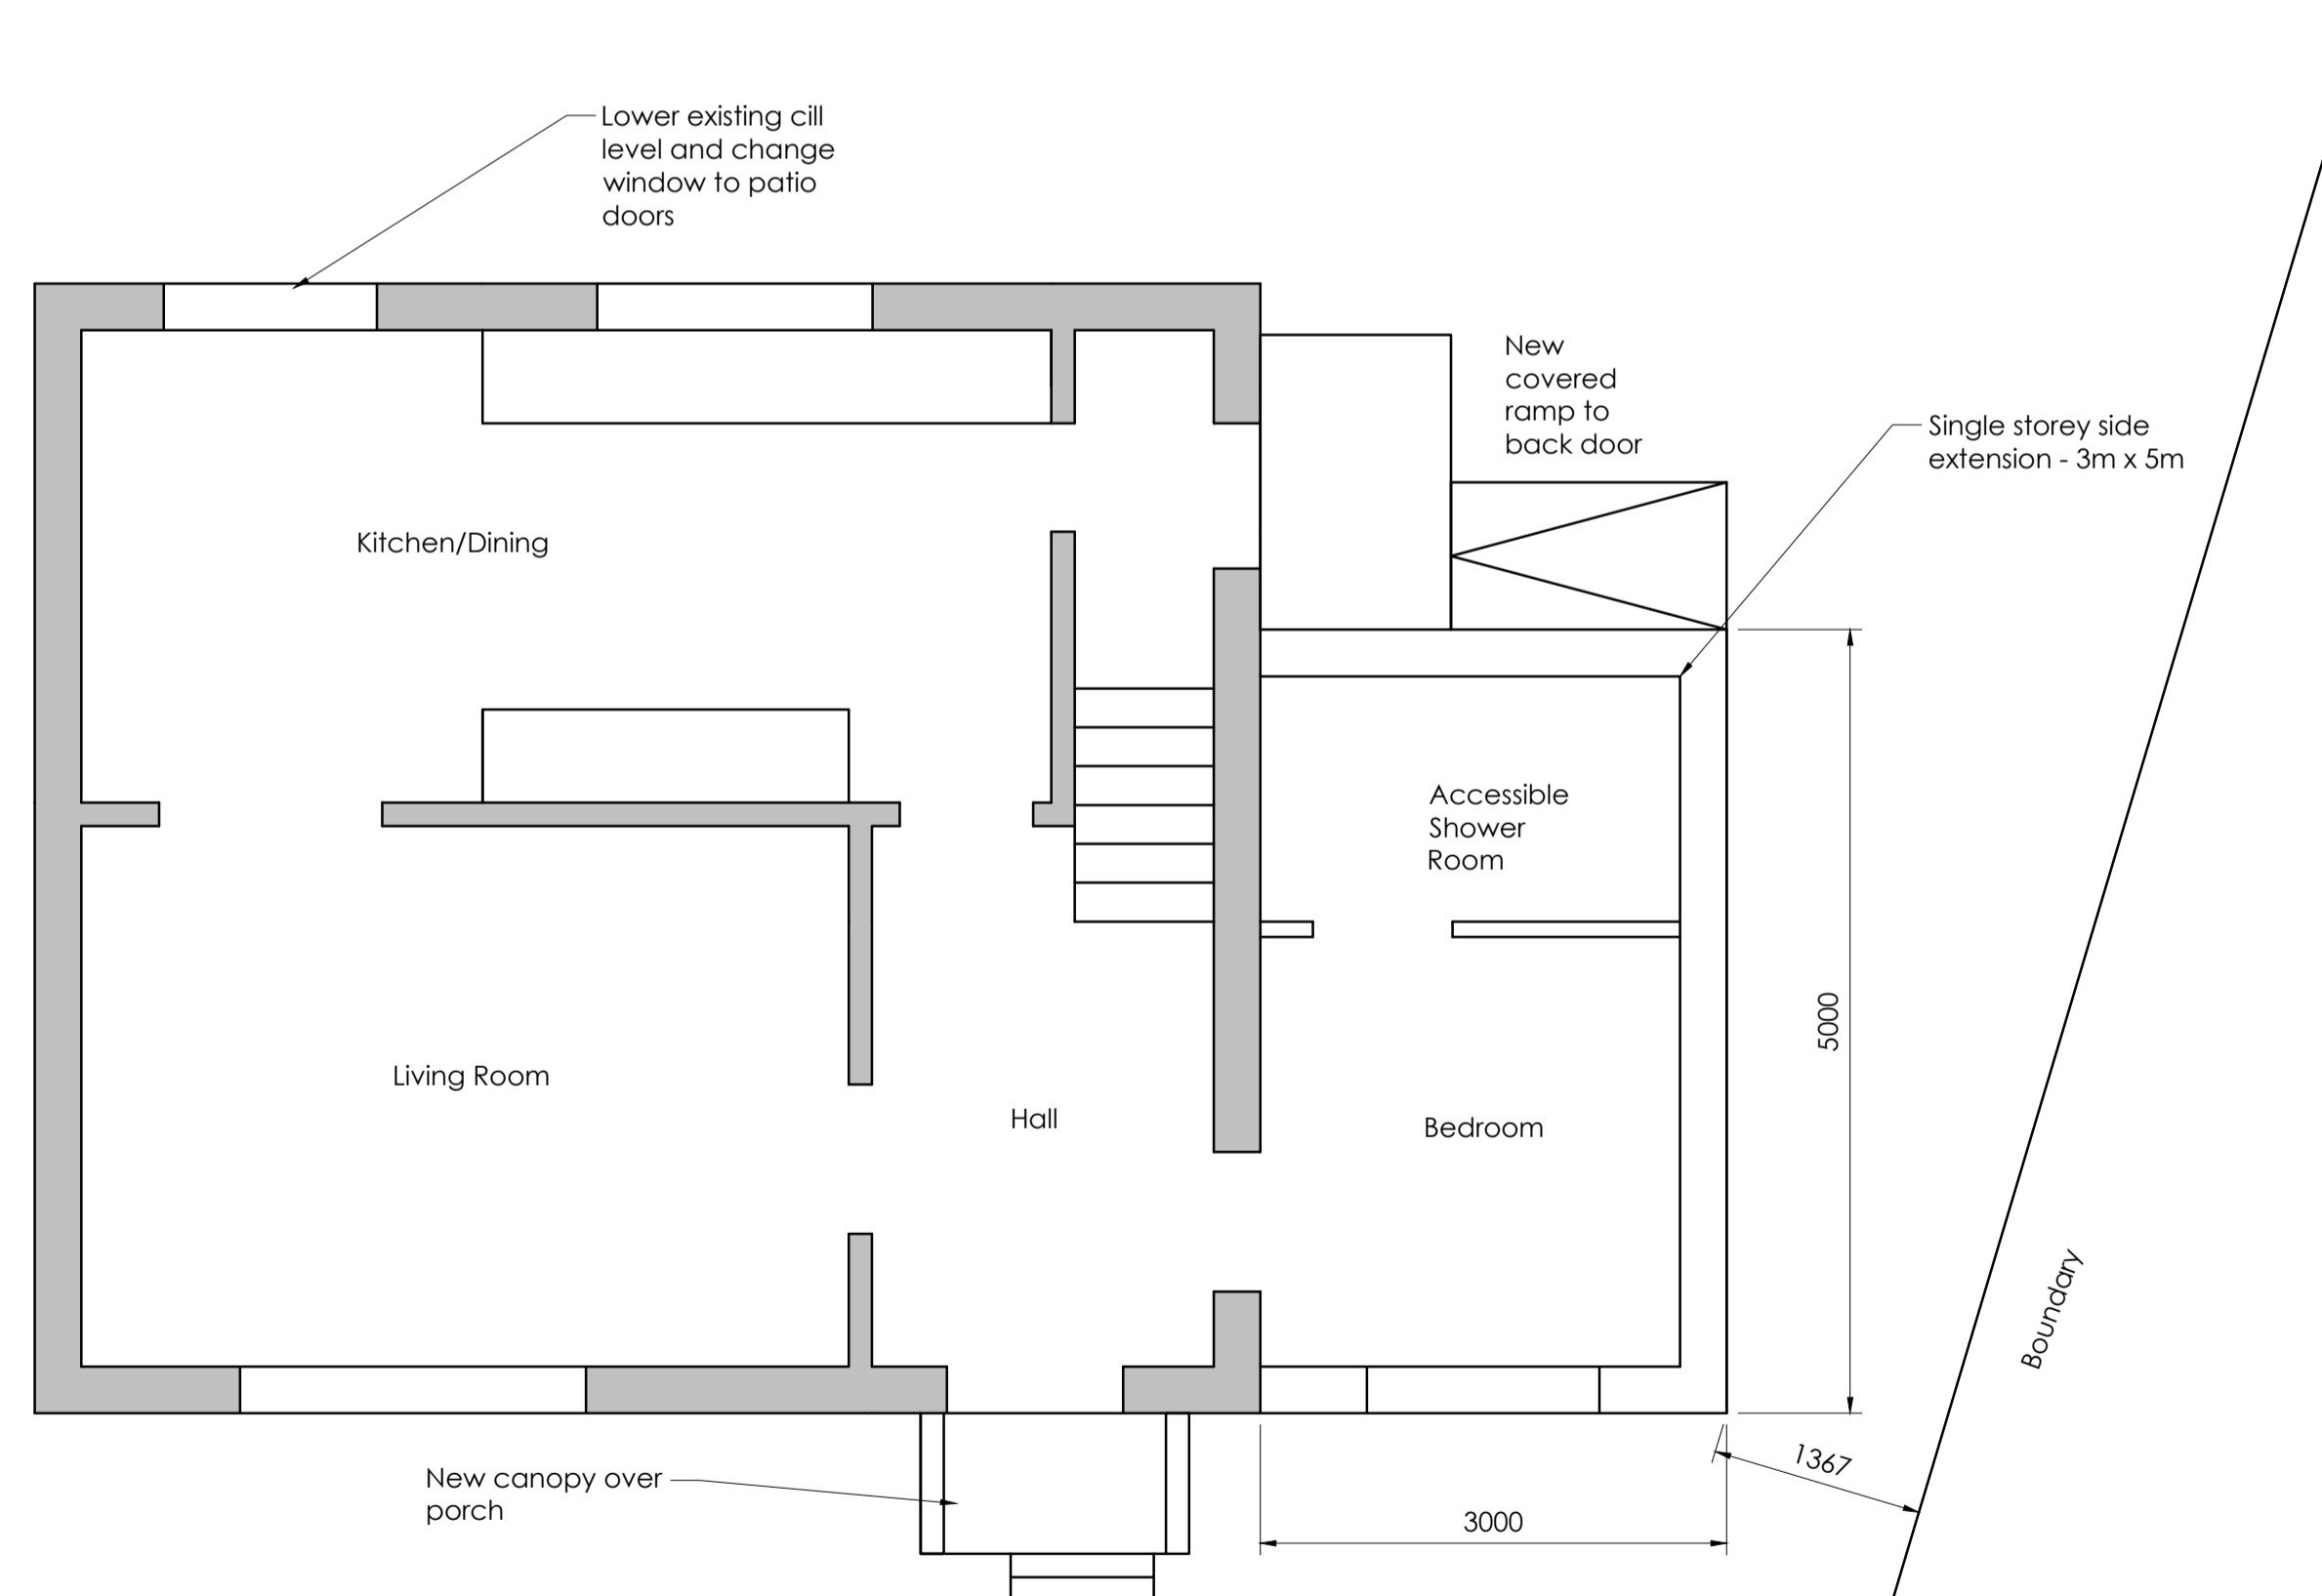 Lower existing cill
level and change
window to patio
doors
New
covered
ramp to
back door
Single storey side
extension - 3m x 5m
Kitchen/Dining
Accessible
Shower
Room
5000
Living Room
Hall
Bedroom
Boundary
New canopy over
porch
1367
3000